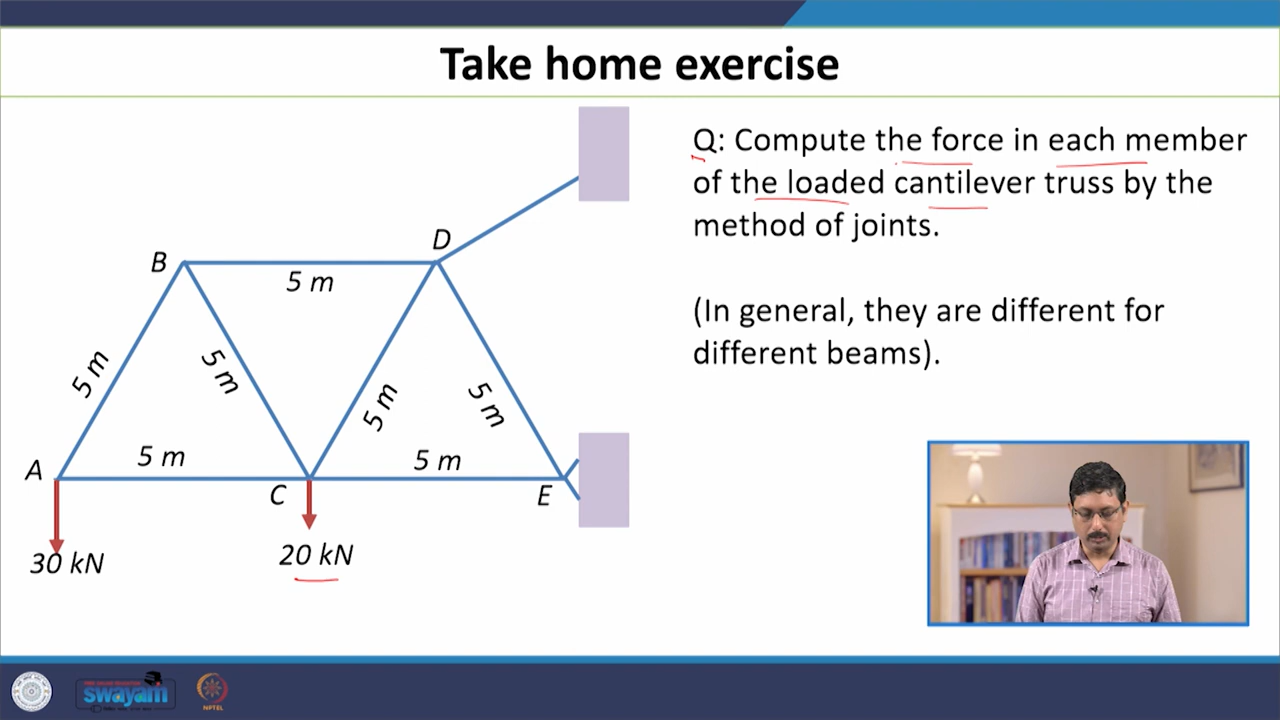 Take home exercise
Q: Compute the force in each member
of the loaded cantilever truss by the
method of joints.
(In general, they are different for
different beams).
D
B
5 m
5 m
5 m
5 m
5 m
A
5 m
5 m
C
E
30 kN
20 kN
swayam
NPTEL